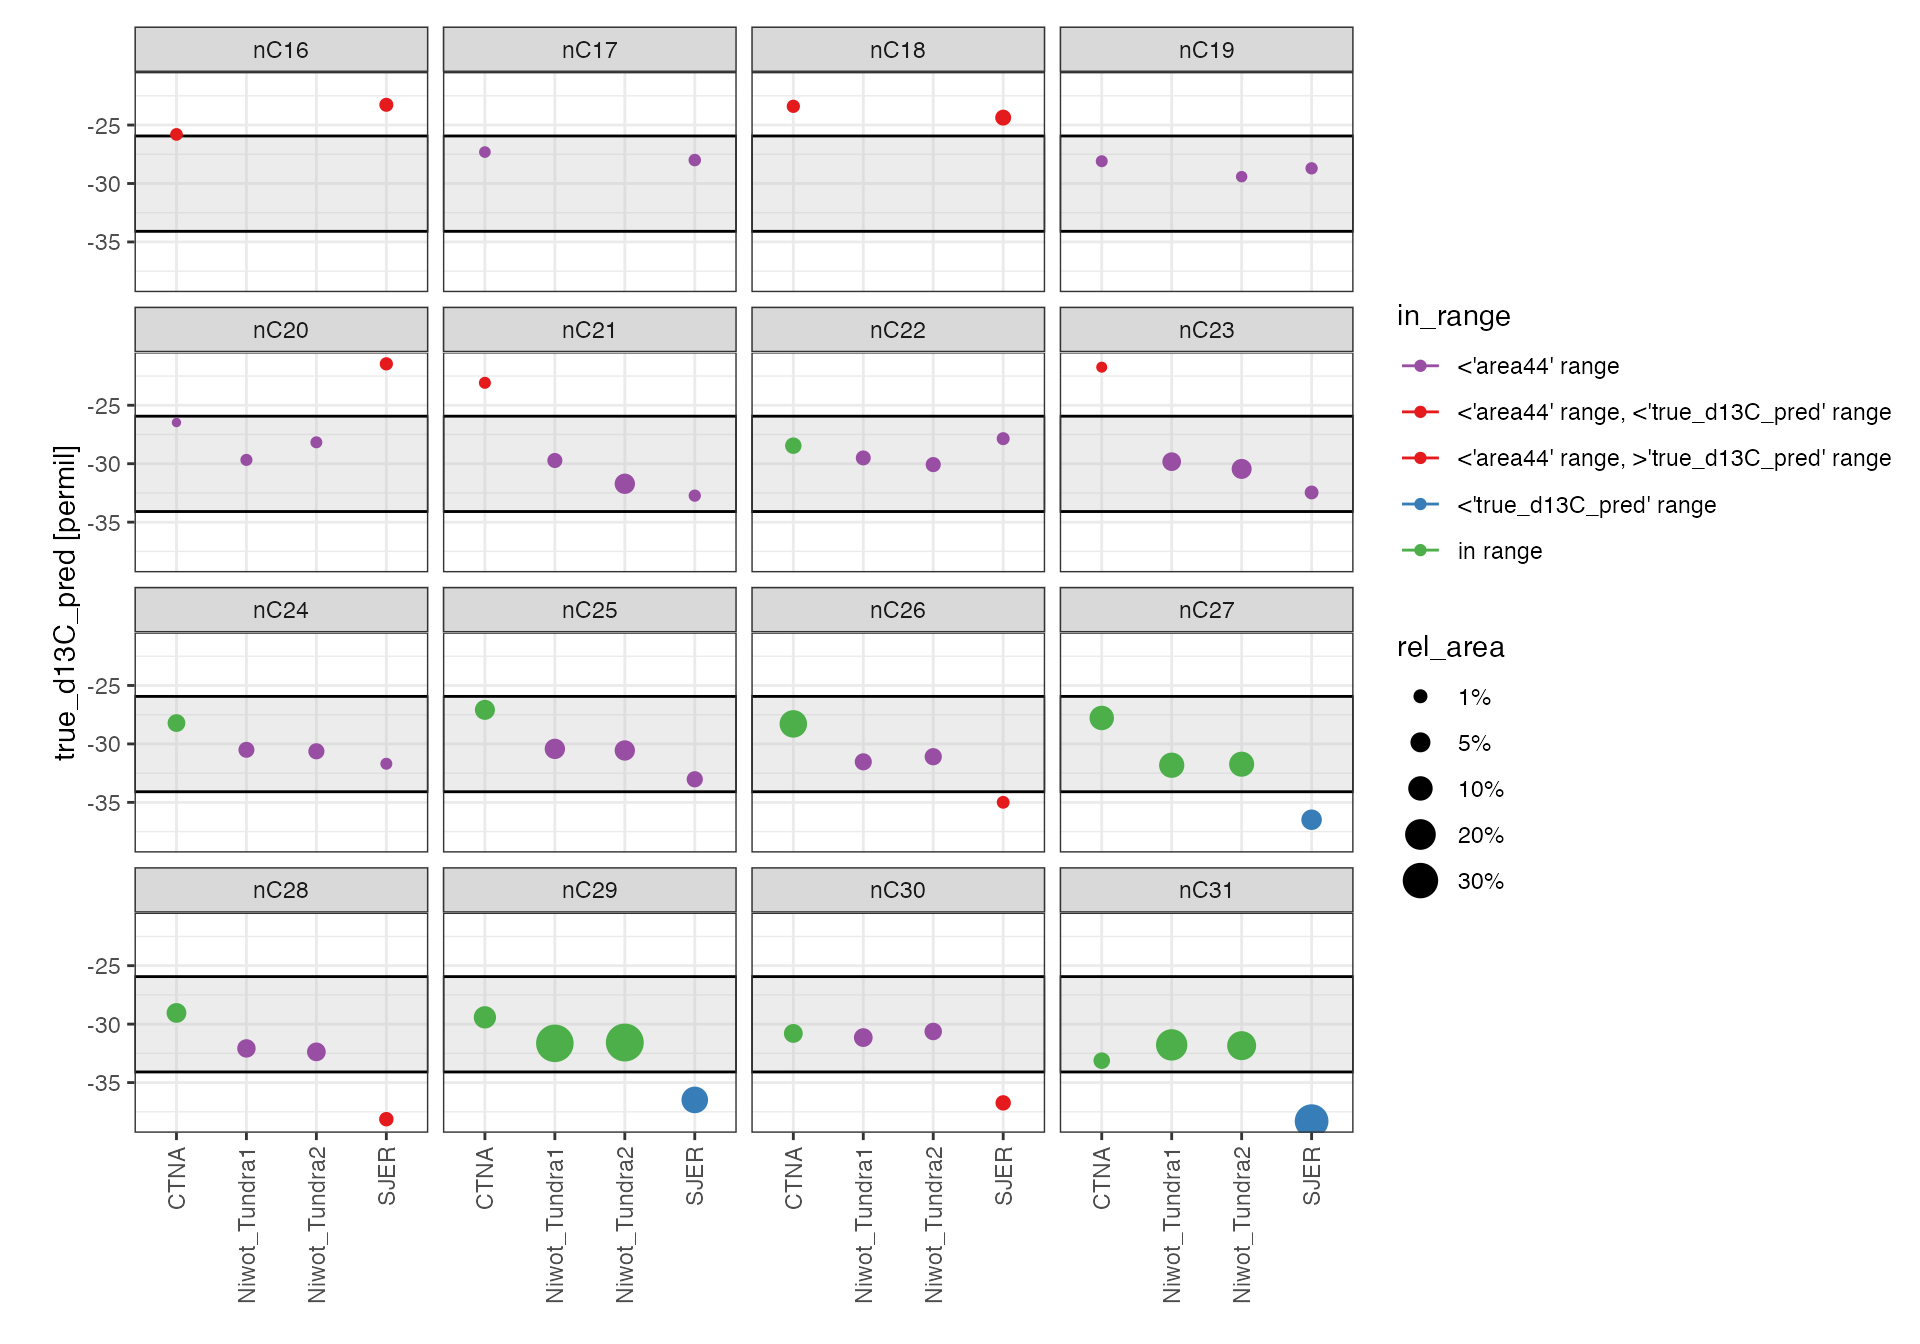 nC16 nC17 nC18 nC19
-25
-30
-35
nC20 nC21 nC22 nC23
-25
-30
-35
nC24 nC25 nC26 nC27
-25
-30
-35
nC28 nC29 nC30 nC31
-25
-30
-35
true_d13C_pred [permil]
CTNA Niwot_Tundra1 Niwot_Tundra2 SJER CTNA Niwot_Tundra1 Niwot_Tundra2 SJER CTNA Niwot_Tundra1 Niwot_Tundra2 SJER CTNA Niwot_Tundra1 Niwot_Tundra2 SJER
in_range
<'area44' range
<'area44' range, <'true_d13C_pred' range
<'area44' range, >'true_d13C_pred' range
<'true_d13C_pred' range
in range
rel_area
1%
5%
10%
20%
30%